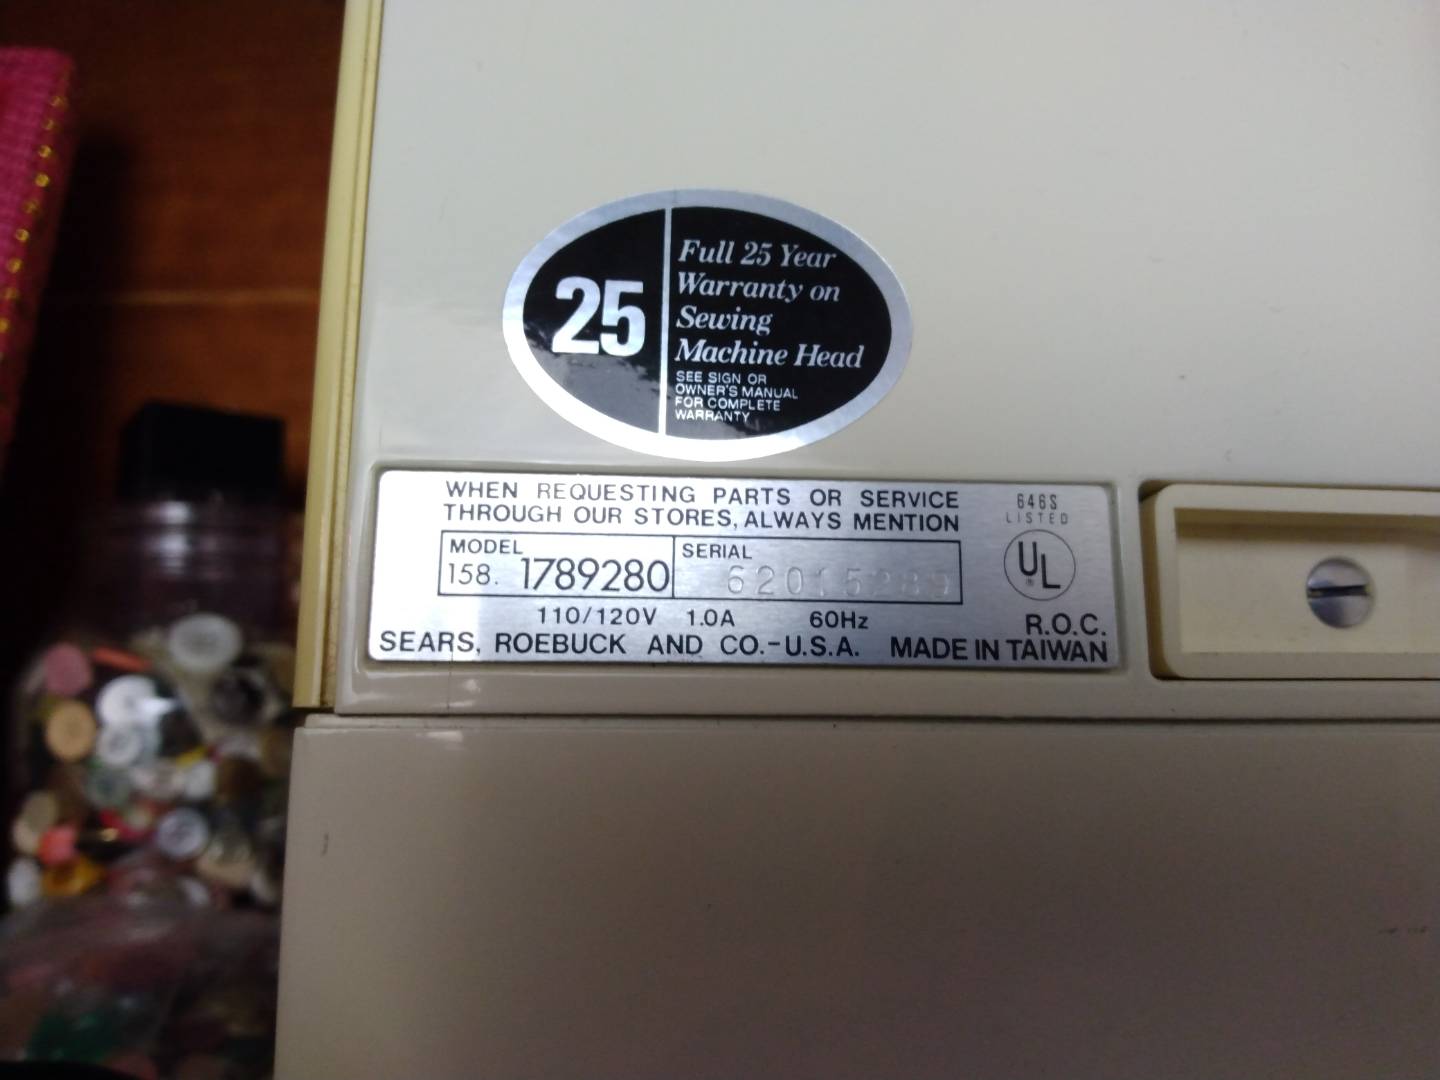 25
Full 25 Year
Warranty on
Sewing
Machine Head
SEE SIGN OR
OWNER'S MANUAL
FOR COMPLETE
WARRANTY
WHEN REQUESTING PARTS OR SERVICE
THROUGH OUR STORES, ALWAYS MENTION
MODEL
158. 1789280
SERIAL
62015289
646S
LISTED
UL
®
110/120V 1.0A 60Hz
R.O.C.
SEARS, ROEBUCK AND CO.-U.S.A. MADE IN TAIWAN